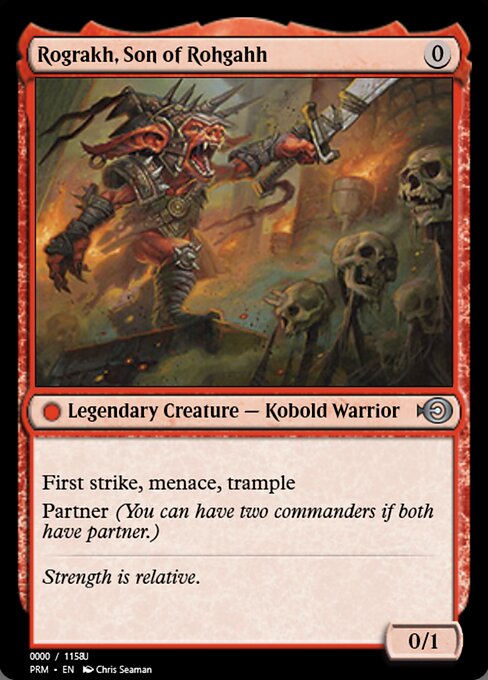 Rograkh, Son of Rohgahh 0
Legendary Creature — Kobold Warrior
First strike, menace, trample
Partner (You can have two commanders if both
have partner.)
Strength is relative.
0/1
0000 / 1158U
PRM • EN Chris Seaman